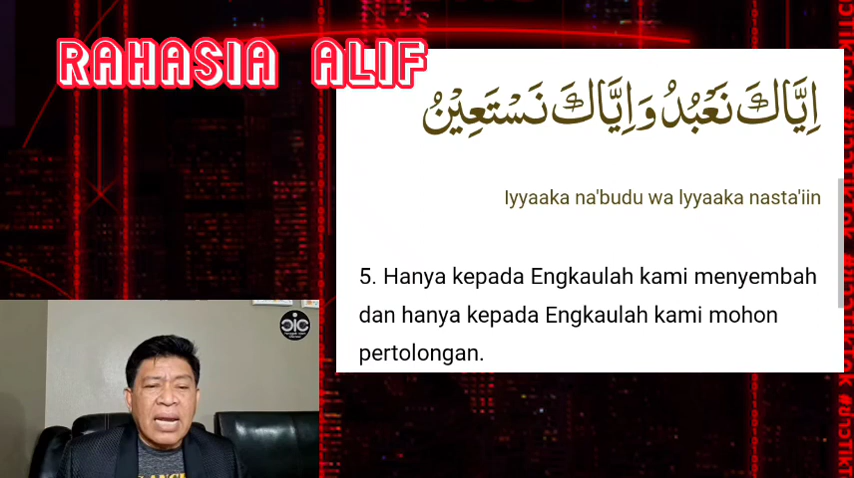 RAHASIA ALIF
اِيَّاكَ نَعْبُدُ وَاِيَّاكَ نَسْتَعِيْنُ
Iyyaaka na'budu wa Iyyaaka nasta'iin
5. Hanya kepada Engkaulah kami menyembah
dan hanya kepada Engkaulah kami mohon
pertolongan.